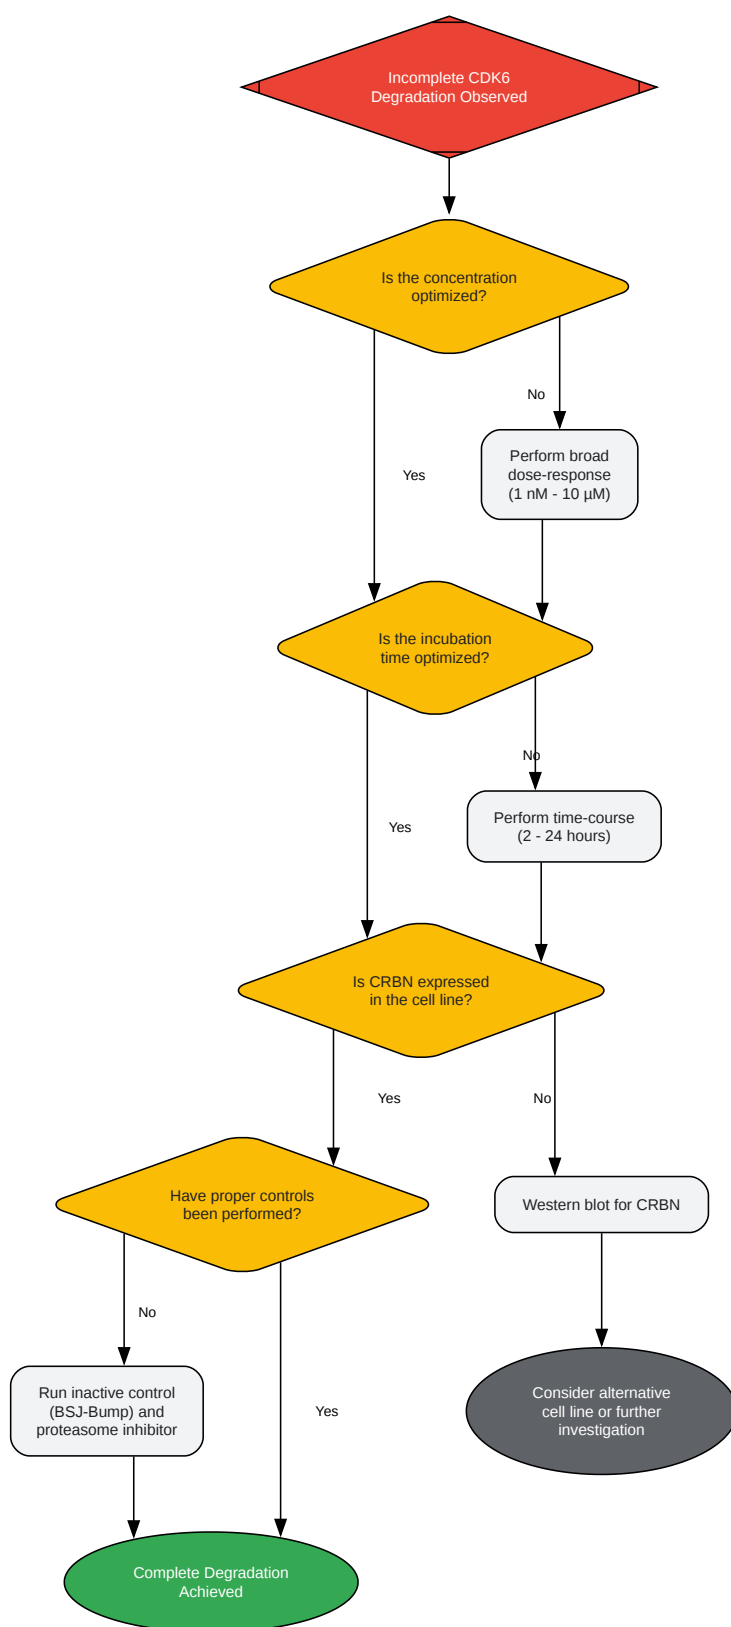 Incomplete CDK6
Degradation Observed
Is the concentration
optimized?
No
Perform broad
dose-response
(1 nM - 10 µM)
Yes
Is the incubation
time optimized?
No
Perform time-course
(2 - 24 hours)
Yes
Is CRBN expressed
in the cell line?
Yes
No
Have proper controls
been performed?
Western blot for CRBN
No
Run inactive control
(BSJ-Bump) and
proteasome inhibitor
Yes
Consider alternative
cell line or further
investigation
Complete Degradation
Achieved